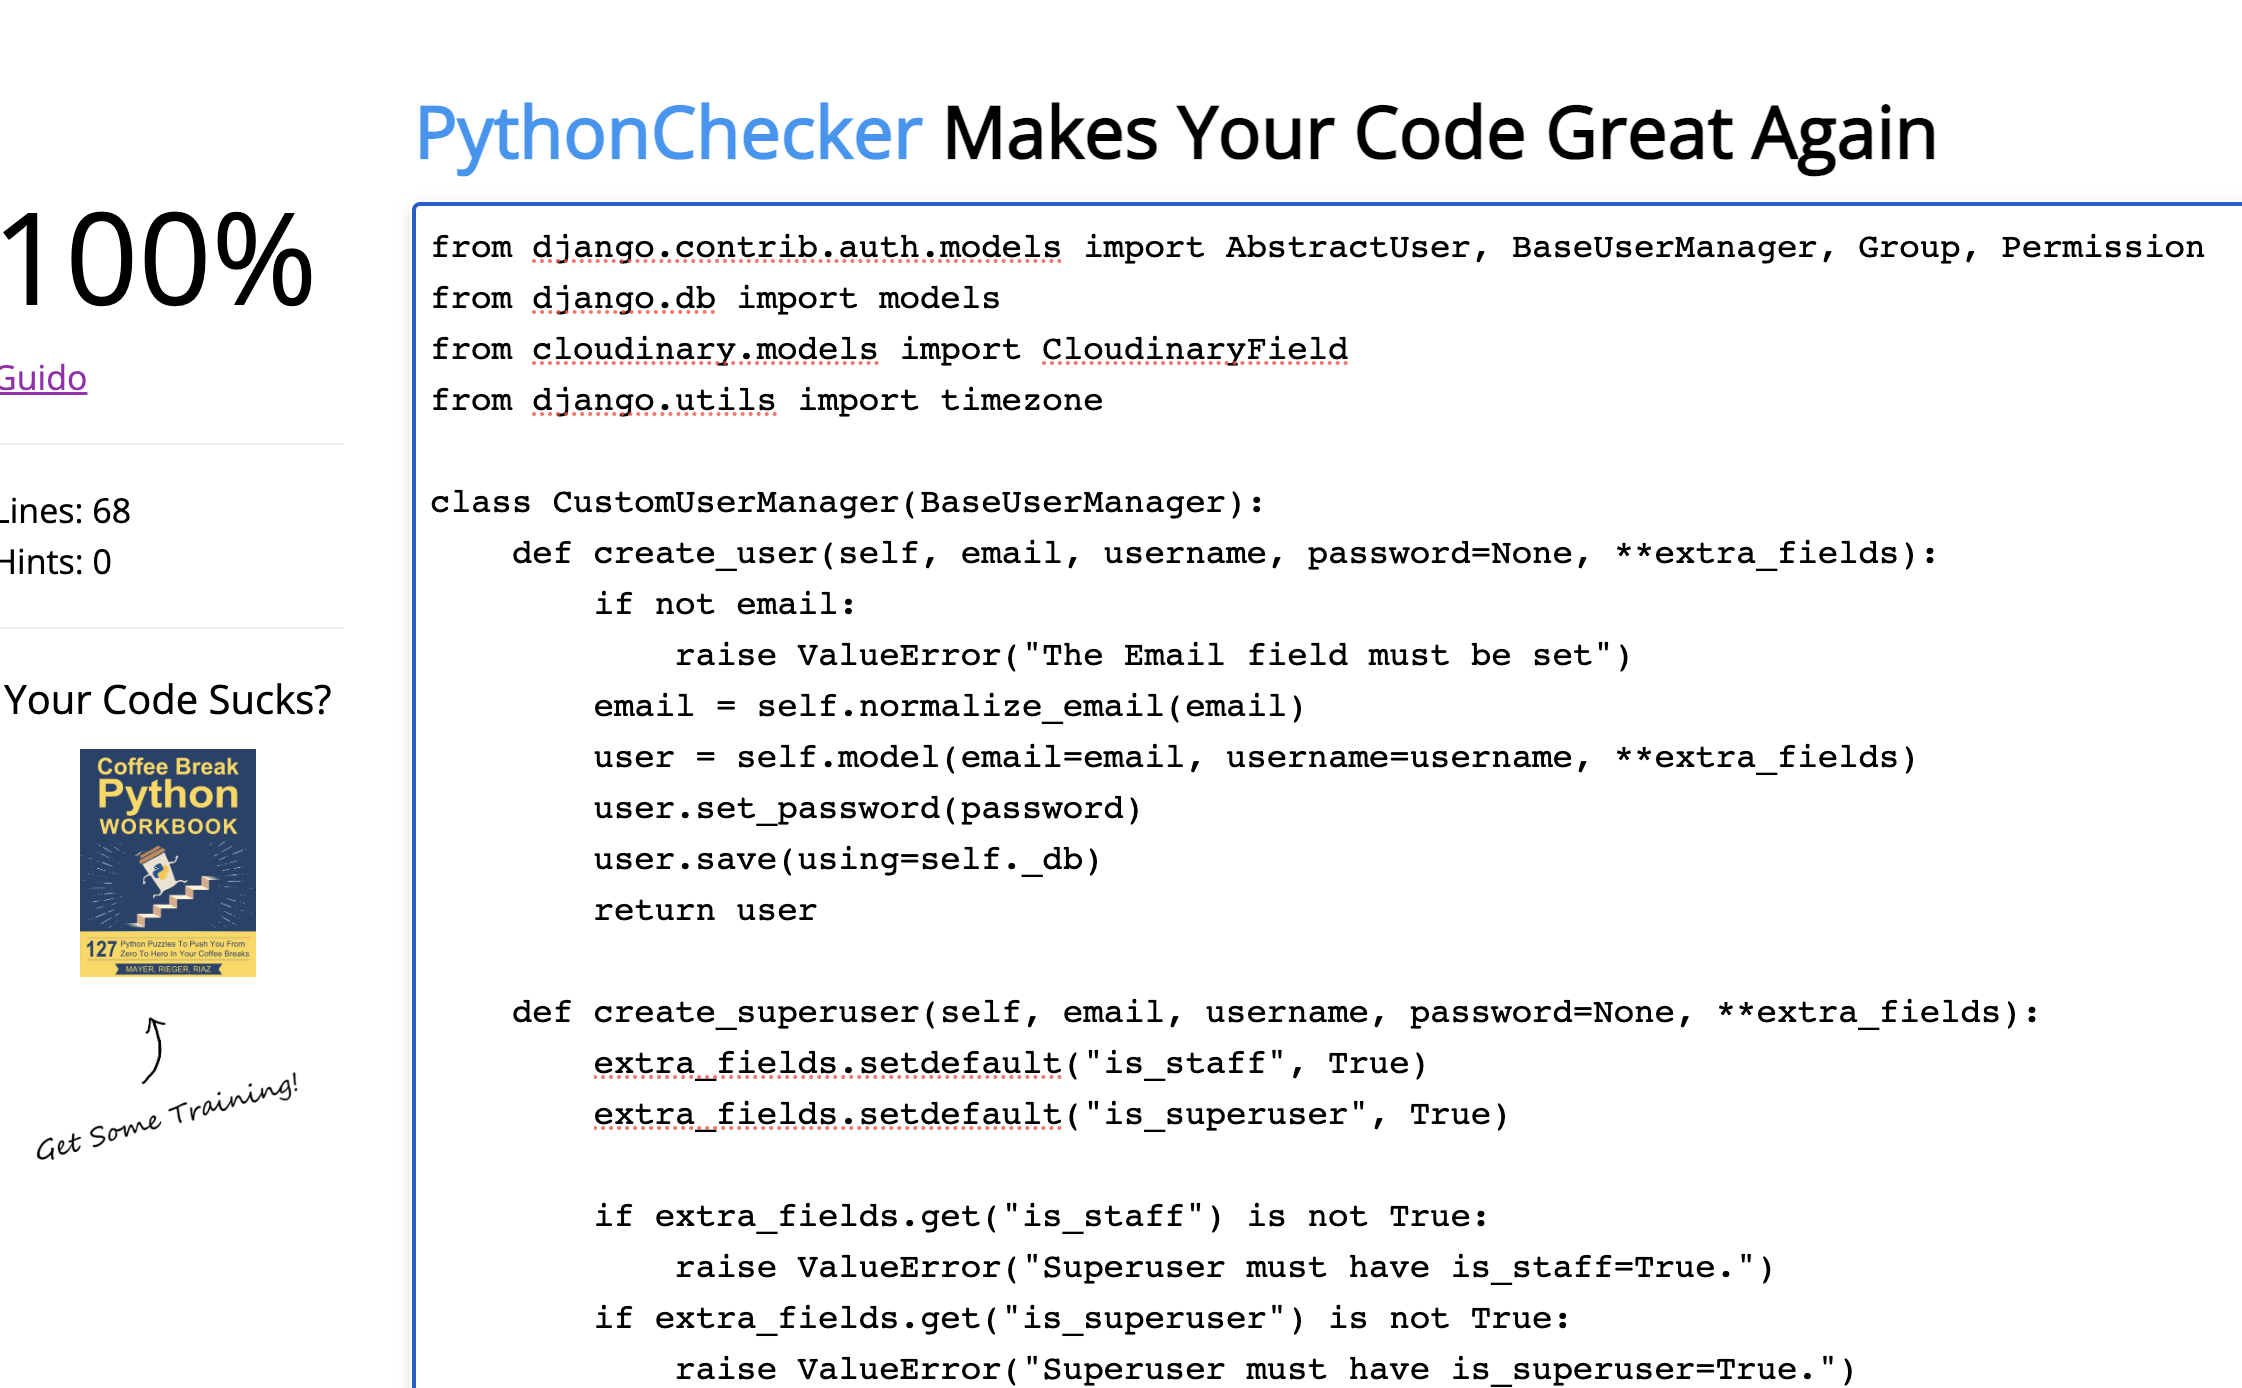 PythonChecker Makes Your Code Great Again
100%
Guido
Lines: 68
Hints: 0
Your Code Sucks?
Coffee Break
Python
WORKBOOK
127 Python Puzzles To Push You From
Zero To Hero In Your Coffee Breaks
MAYER, RIEGER, RIAZ
Get Some Training!
from django.contrib.auth.models import AbstractUser, BaseUserManager, Group, Permission
from django.db import models
from cloudinary.models import CloudinaryField
from django.utils import timezone
class CustomUserManager(BaseUserManager):
    def create_user(self, email, username, password=None, **extra_fields):
        if not email:
            raise ValueError("The Email field must be set")
        email = self.normalize_email(email)
        user = self.model(email=email, username=username, **extra_fields)
        user.set_password(password)
        user.save(using=self._db)
        return user
    def create_superuser(self, email, username, password=None, **extra_fields):
        extra_fields.setdefault("is_staff", True)
        extra_fields.setdefault("is_superuser", True)
        if extra_fields.get("is_staff") is not True:
            raise ValueError("Superuser must have is_staff=True.")
        if extra_fields.get("is_superuser") is not True:
            raise ValueError("Superuser must have is_superuser=True.")